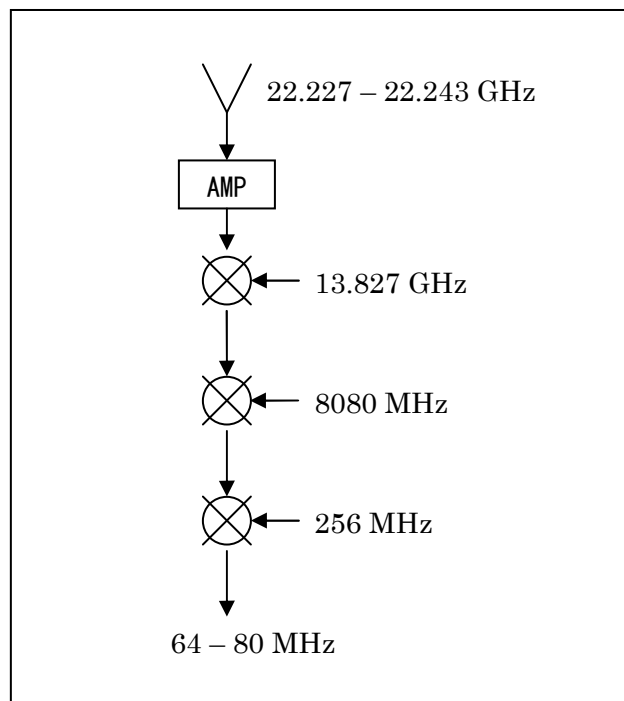 22.227 – 22.243 GHz
AMP
13.827 GHz
8080 MHz
256 MHz
64 – 80 MHz